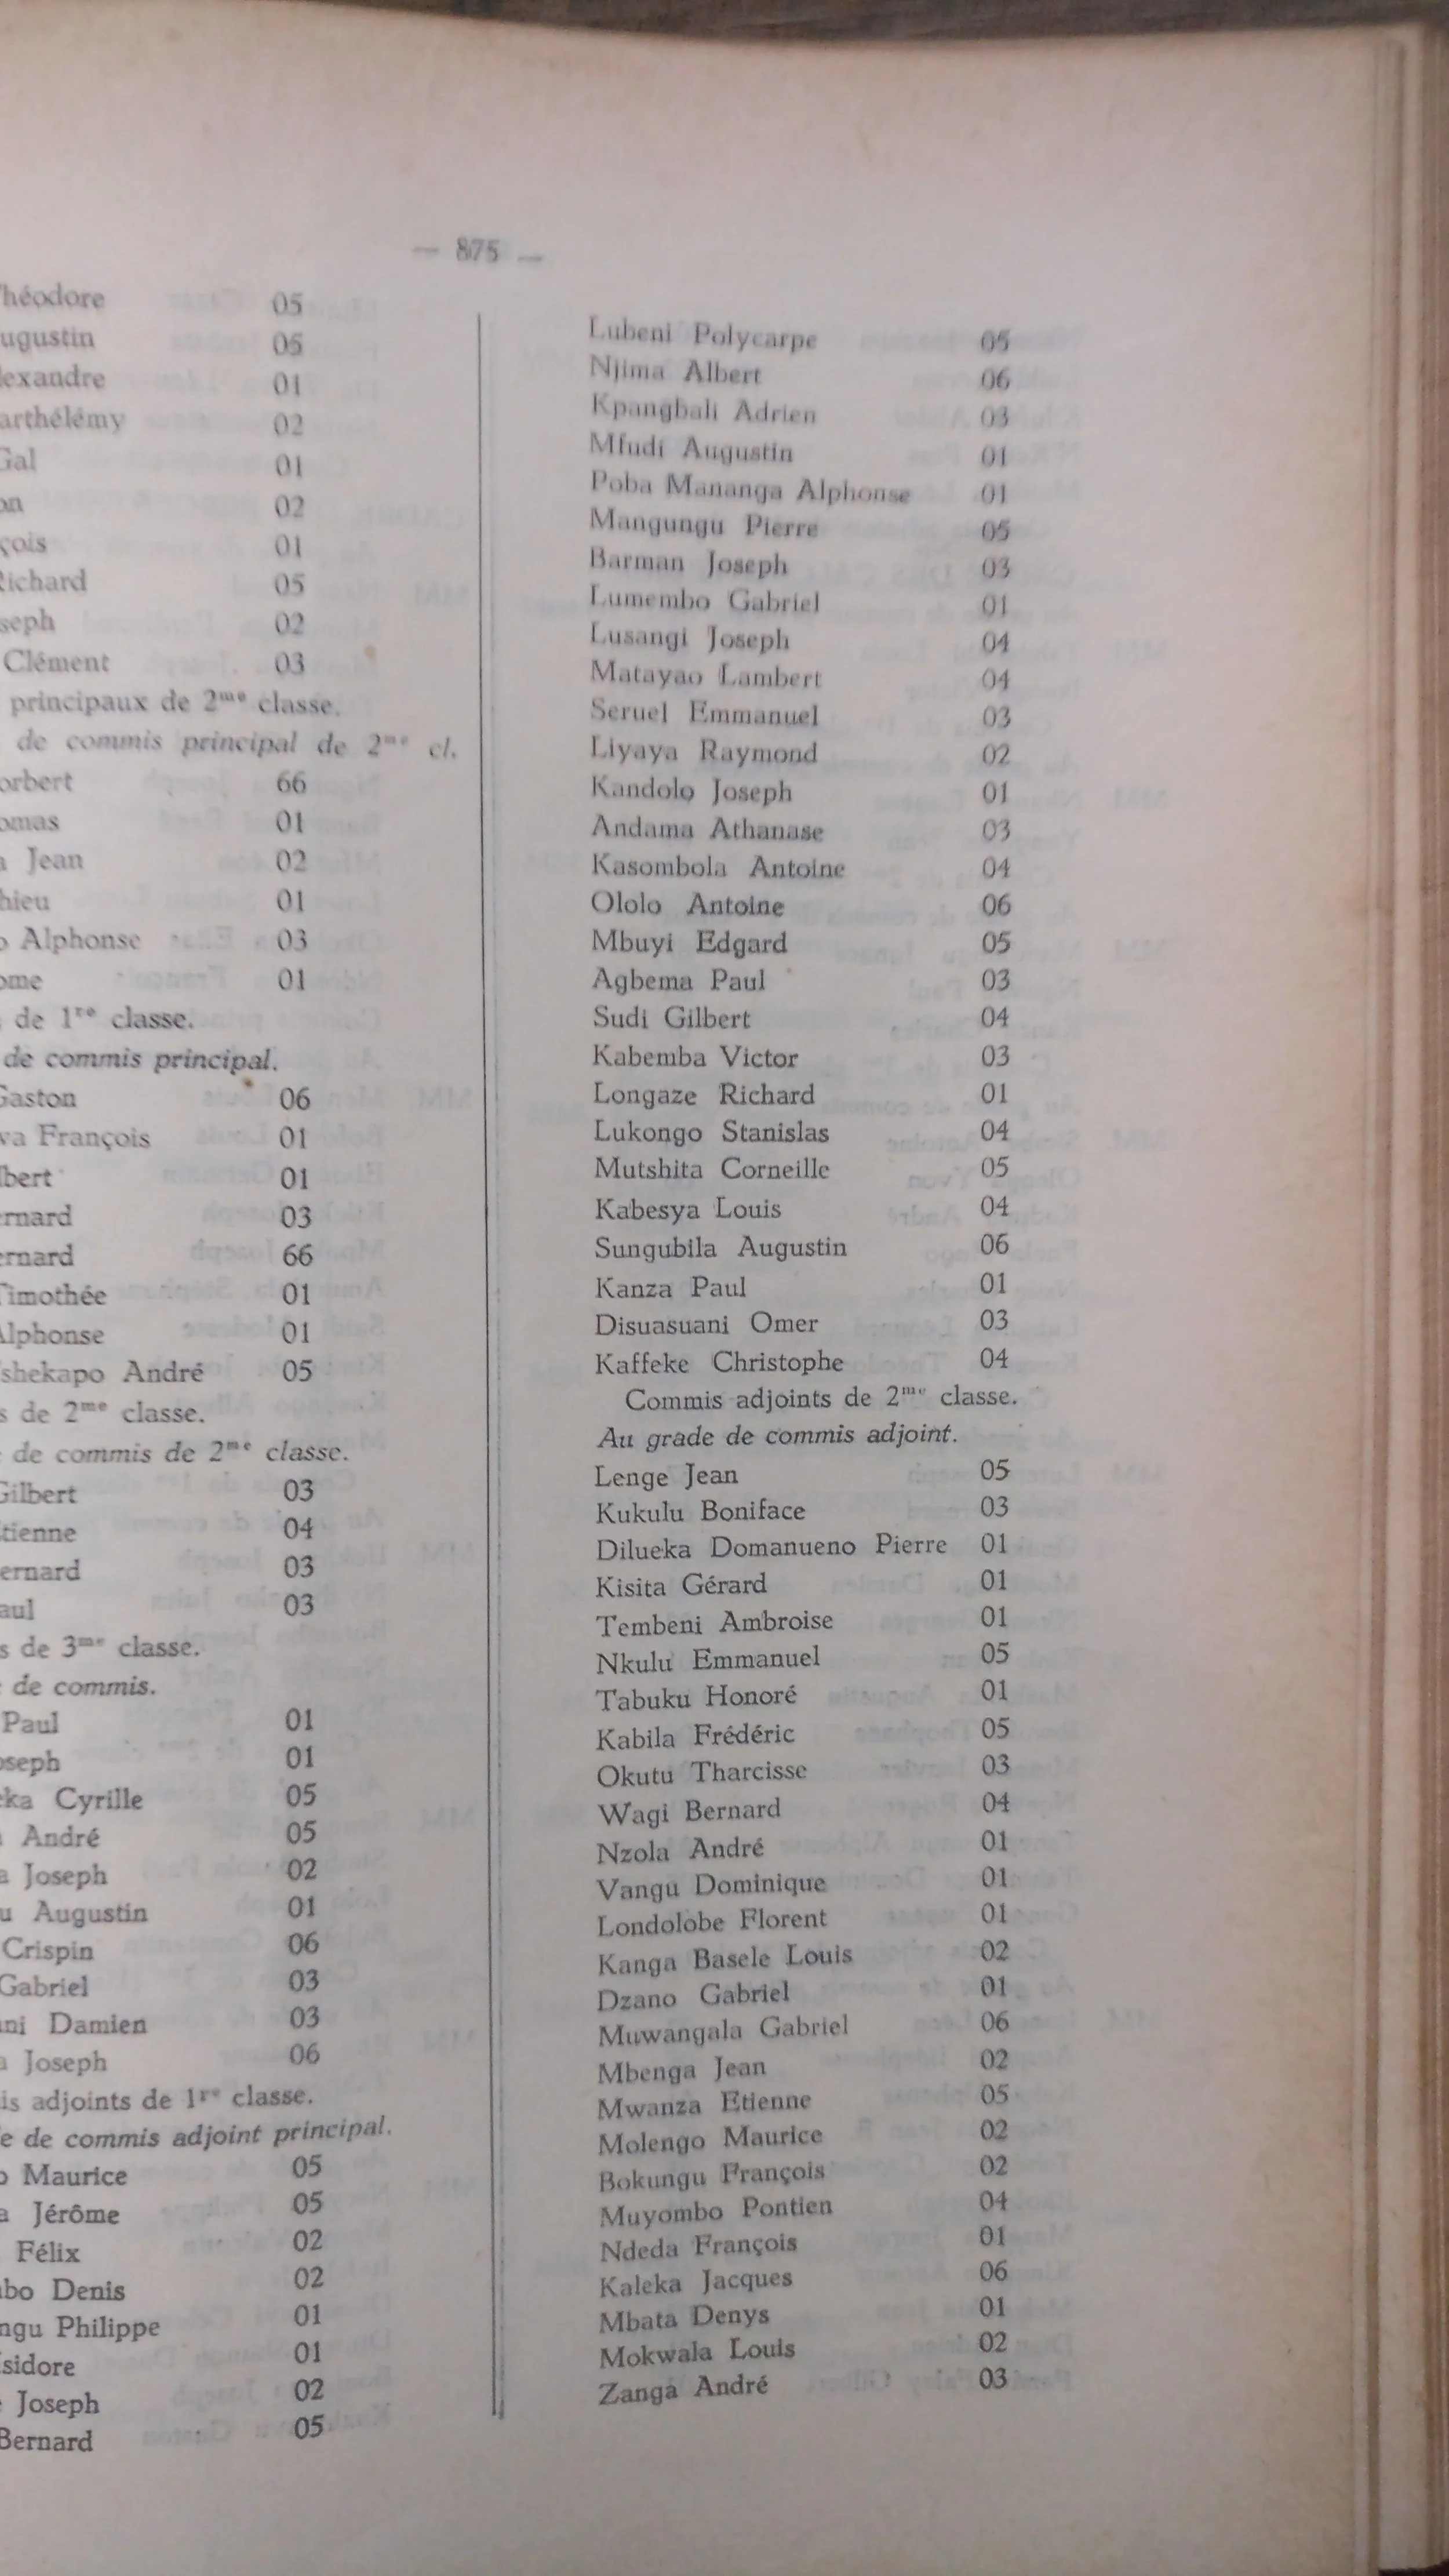 — 875 —
héodore 05
ugustin 05
lexandre 01
arthélémy 02
Gal 01
on 02
çois 01
Richard 05
seph 02
Clément 03
principaux de 2me classe.
de commis principal de 2me cl.
orbert 66
omas 01
a Jean 02
hieu 01
o Alphonse 03
ome 01
de 1re classe.
de commis principal.
Gaston 06
va François 01
lbert 01
ernard 03
ernard 66
Timothée 01
Alphonse 01
shekapo André 05
s de 2me classe.
de commis de 2me classe.
Gilbert 03
tienne 04
ernard 03
aul 03
s de 3me classe.
de commis.
Paul 01
oseph 01
ka Cyrille 05
André 05
a Joseph 02
u Augustin 01
Crispin 06
Gabriel 03
ni Damien 03
a Joseph 06
is adjoints de 1re classe.
e de commis adjoint principal.
o Maurice 05
a Jérôme 05
Félix 02
bo Denis 02
ngu Philippe 01
sidore 01
Joseph 02
Bernard 05
Lubeni Polycarpe 05
Njima Albert 06
Kpangbali Adrien 03
Mfudi Augustin 01
Poba Mananga Alphonse 01
Mangungu Pierre 05
Barman Joseph 03
Lumembo Gabriel 01
Lusangi Joseph 04
Matayao Lambert 04
Seruel Emmanuel 03
Liyaya Raymond 02
Kandolo Joseph 01
Andama Athanase 03
Kasombola Antoine 04
Ololo Antoine 06
Mbuyi Edgard 05
Agbema Paul 03
Sudi Gilbert 04
Kabemba Victor 03
Longaze Richard 01
Lukongo Stanislas 04
Mutshita Corneille 05
Kabesya Louis 04
Sungubila Augustin 06
Kanza Paul 01
Disuasuani Omer 03
Kaffeke Christophe 04
Commis adjoints de 2me classe.
Au grade de commis adjoint.
Lenge Jean 05
Kukulu Boniface 03
Dilueka Domanueno Pierre 01
Kisita Gérard 01
Tembeni Ambroise 01
Nkulu Emmanuel 05
Tabuku Honoré 01
Kabila Frédéric 05
Okutu Tharcisse 03
Wagi Bernard 04
Nzola André 01
Vangu Dominique 01
Londolobe Florent 01
Kanga Basele Louis 02
Dzano Gabriel 01
Muwangala Gabriel 06
Mbenga Jean 02
Mwanza Etienne 05
Molengo Maurice 02
Bokungu François 02
Muyombo Pontien 04
Ndeda François 01
Kaleka Jacques 06
Mbata Denys 01
Mokwala Louis 02
Zanga André 03